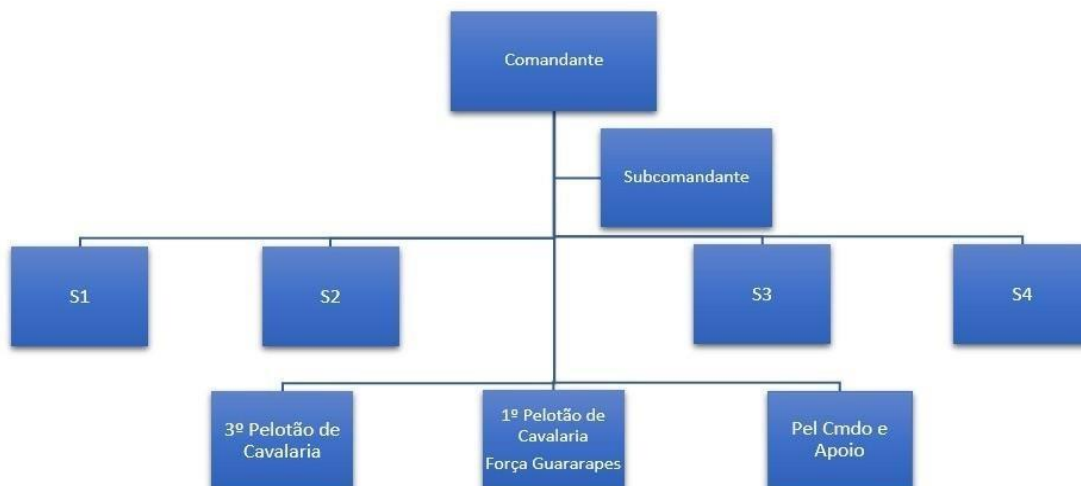 Comandante
Subcomandante
S1
S2
S3
S4
3º Pelotão de
Cavalaria
1º Pelotão de
Cavalaria
Força Guararapes
Pel Cmdo e
Apoio